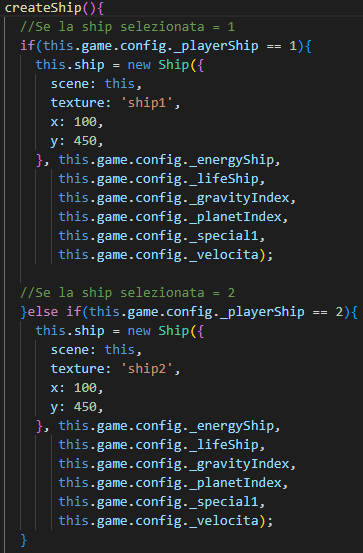 createShip(){
//Se la ship selezionata = 1
if(this.game.config._playerShip == 1){
this.ship = new Ship({
scene: this,
texture: 'ship1',
x: 100,
y: 450,
}, this.game.config._energyShip,
this.game.config._lifeShip,
this.game.config._gravityIndex,
this.game.config._planetIndex,
this.game.config._special1,
this.game.config._velocita);
//Se la ship selezionata = 2
}else if(this.game.config._playerShip == 2){
this.ship = new Ship({
scene: this,
texture: 'ship2',
x: 100,
y: 450,
}, this.game.config._energyShip,
this.game.config._lifeShip,
this.game.config._gravityIndex,
this.game.config._planetIndex,
this.game.config._special1,
this.game.config._velocita);
}